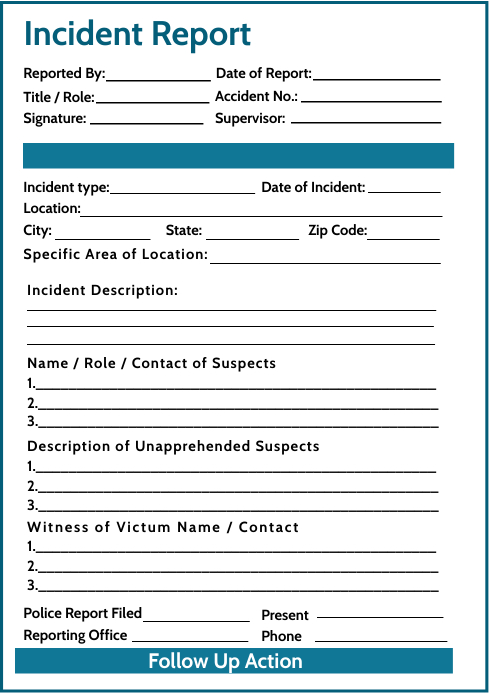 Incident Report
Reported By: Date of Report:
Title / Role: Accident No.:
Signature: Supervisor:
Incident type: Date of Incident:
Location:
City: State: Zip Code:
Specific Area of Location:
Incident Description:
Name / Role / Contact of Suspects
1.
2.
3.
Description of Unapprehended Suspects
1.
2.
3.
Witness of Victum Name / Contact
1.
2.
3.
Police Report Filed Present
Reporting Office Phone
Follow Up Action